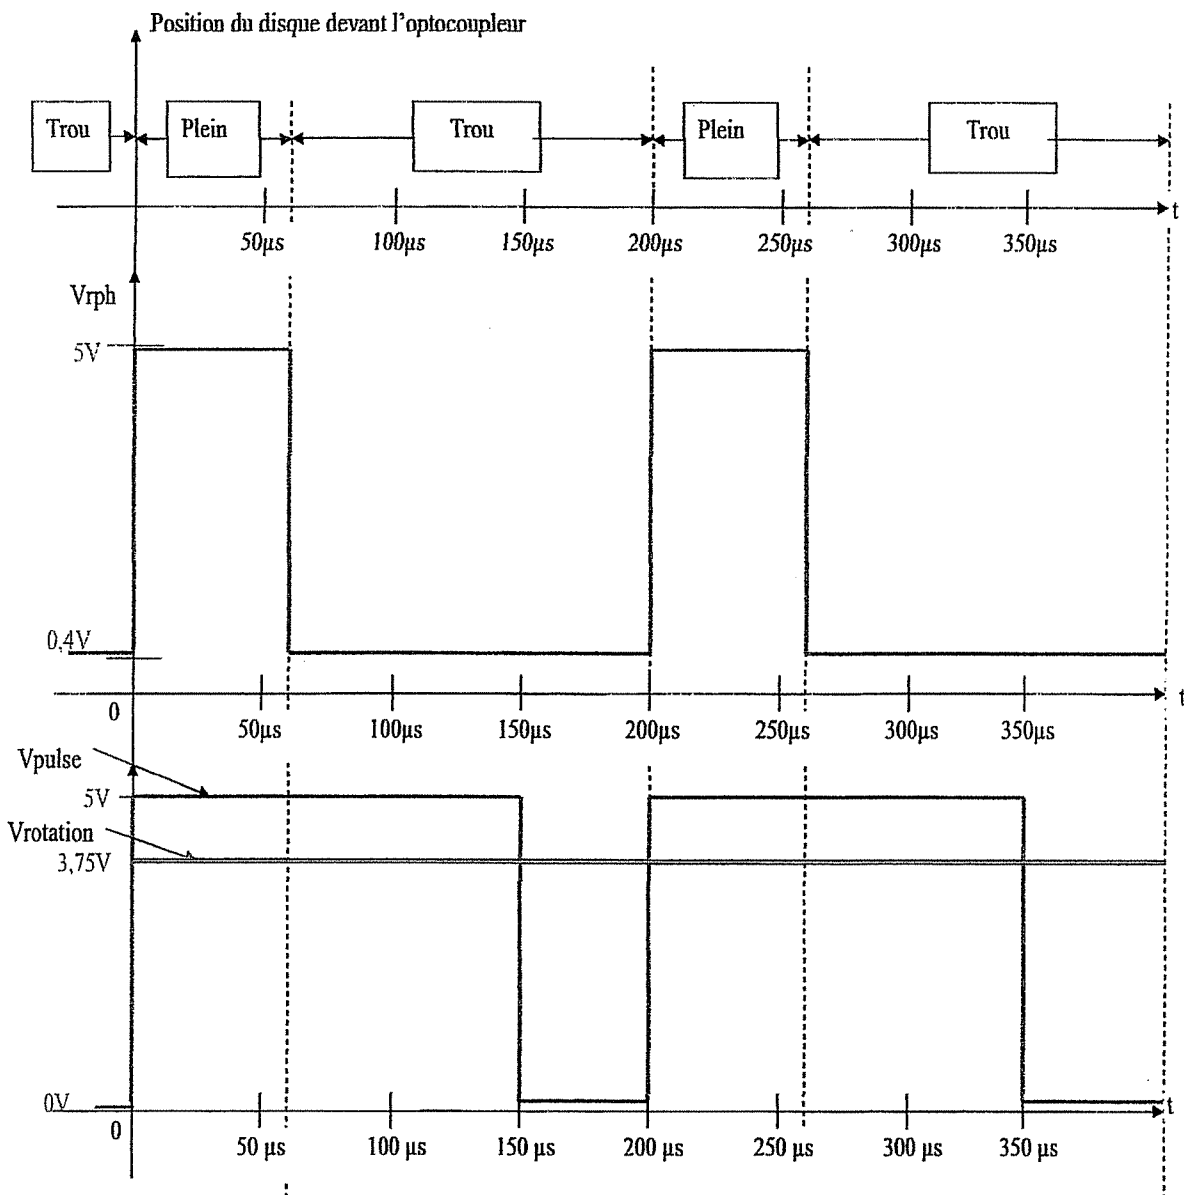 Position du disque devant l'optocoupleur
Trou
Plein
Trou
Plein
Trou
t
50µs
100µs
150µs
200µs
250µs
300µs
350µs
Vrph
5V
0,4V
0
50µs
100µs
150µs
200µs
250µs
300µs
350µs
t
Vpulse
5V
Vrotation
3,75V
0V
t
0
50 µs
100 µs
150 µs
200 µs
250 µs
300 µs
350 µs